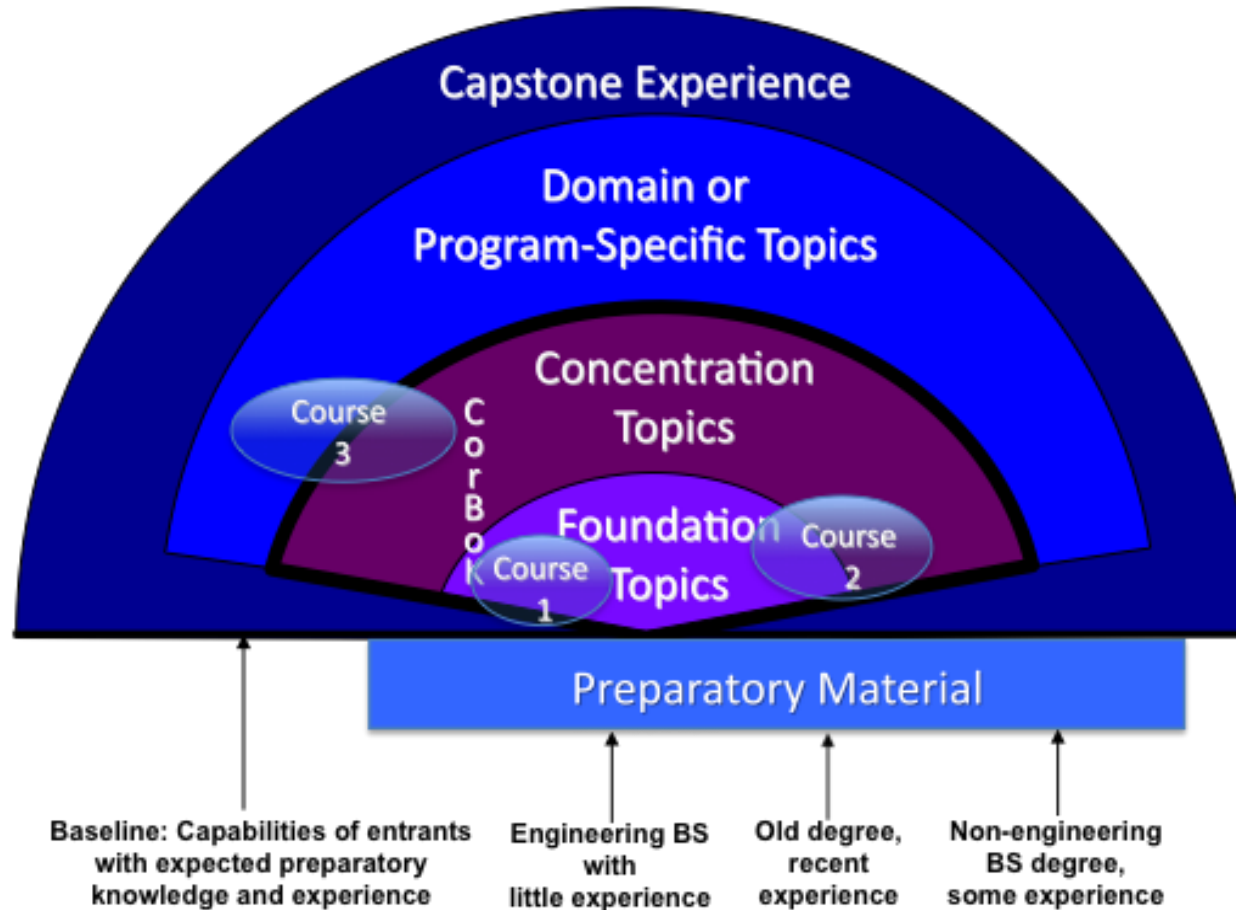 Capstone Experience
Domain or
Program-Specific Topics
Concentration
Topics
CorBoK
Course
3
Foundation
Topics
Course
1
Course
2
Preparatory Material
Baseline: Capabilities of entrants
with expected preparatory
knowledge and experience
Engineering BS
with
little experience
Old degree,
recent
experience
Non-engineering
BS degree,
some experience